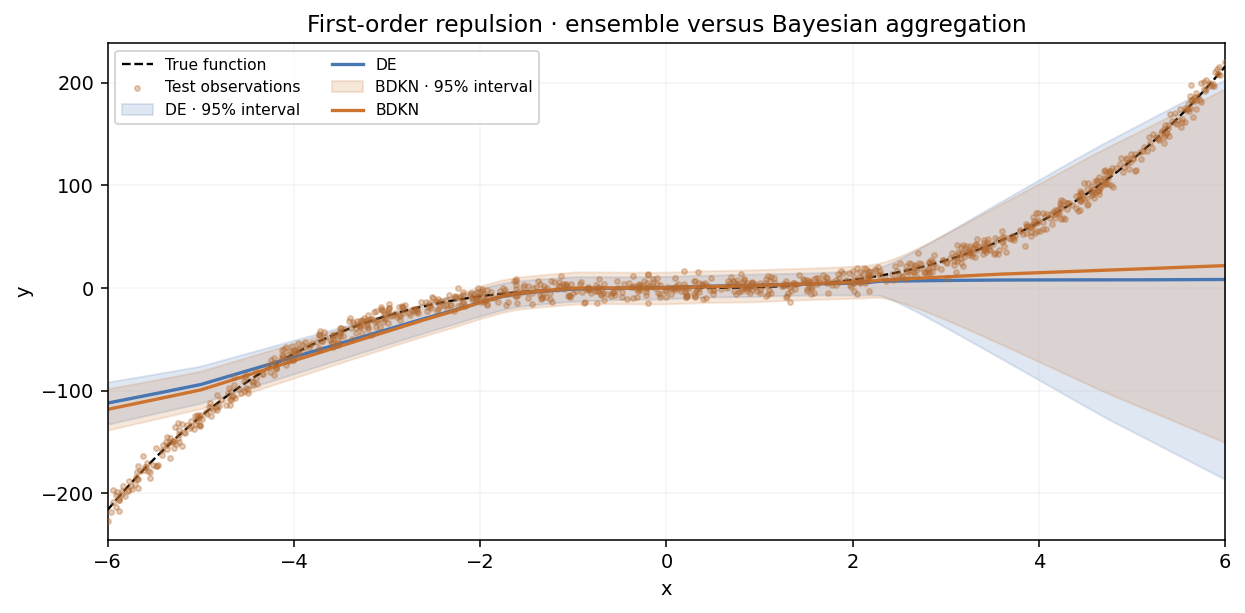 First-order repulsion · ensemble versus Bayesian aggregation
True function
Test observations
DE · 95% interval
DE
BDKN · 95% interval
BDKN
y
200
100
0
−100
−200
−6
−4
−2
0
2
4
6
x